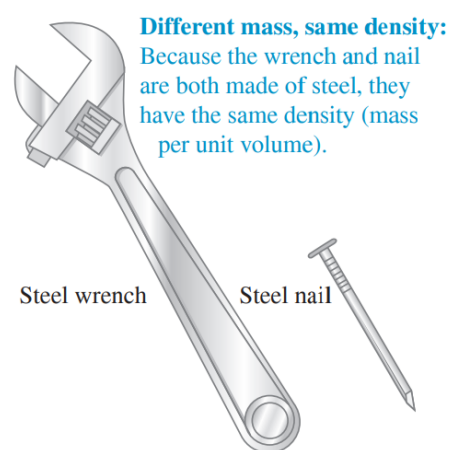 Different mass, same density:
Because the wrench and nail
are both made of steel, they
have the same density (mass
per unit volume).
Steel wrench
Steel nail